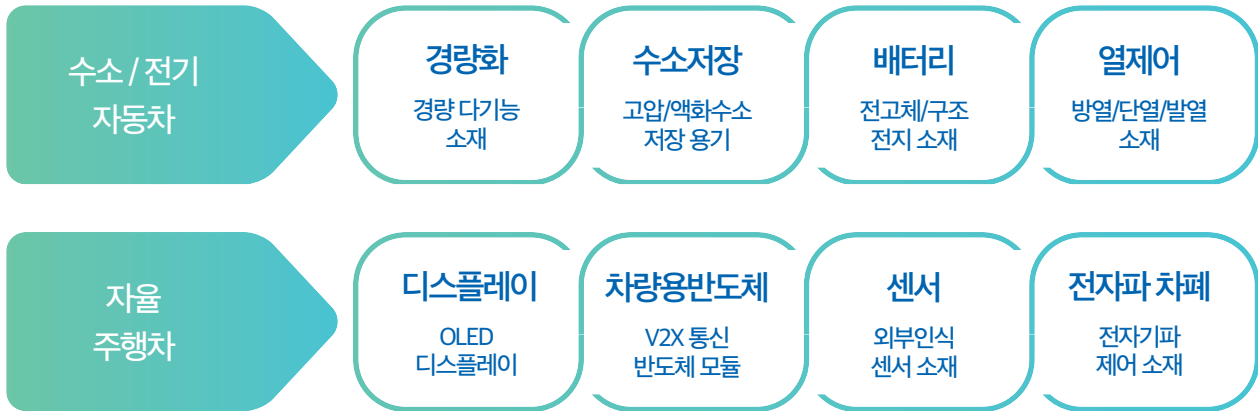 수소 / 전기
자동차
경량화
경량 다기능
소재
수소저장
고압/액화수소
저장 용기
배터리
전고체/구조
전지 소재
열제어
방열/단열/발열
소재
자율
주행차
디스플레이
OLED
디스플레이
차량용반도체
V2X 통신
반도체 모듈
센서
외부인식
센서 소재
전자파 차폐
전자기파
제어 소재